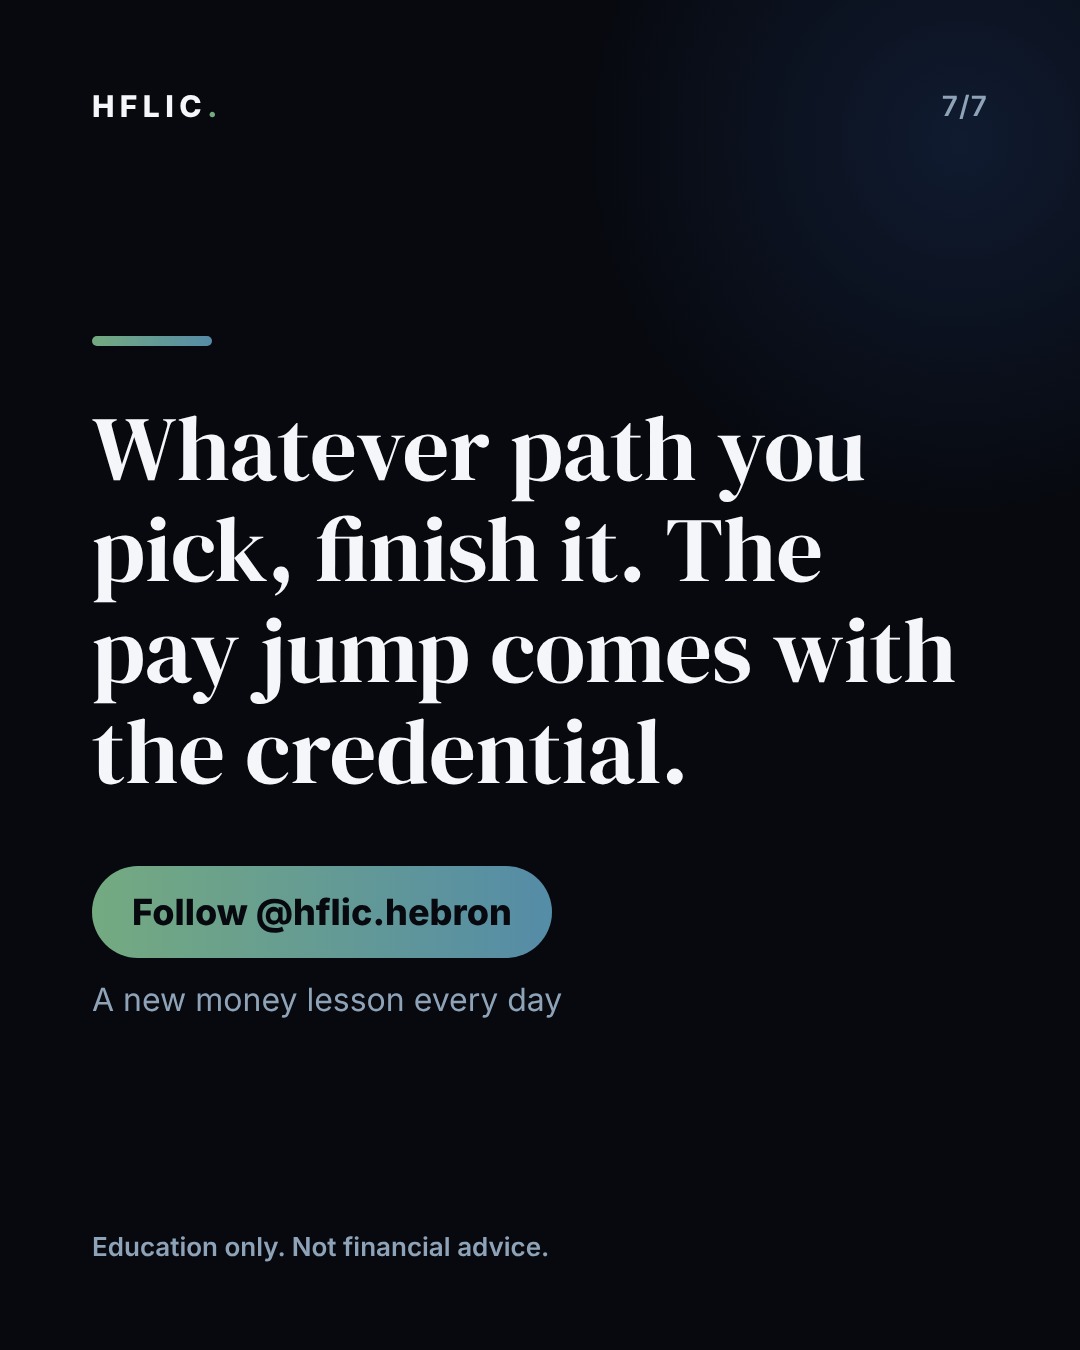 HFLIC.
7/7
Whatever path you
pick, finish it. The
pay jump comes with
the credential.
Follow @hflic.hebron
A new money lesson every day
Education only. Not financial advice.